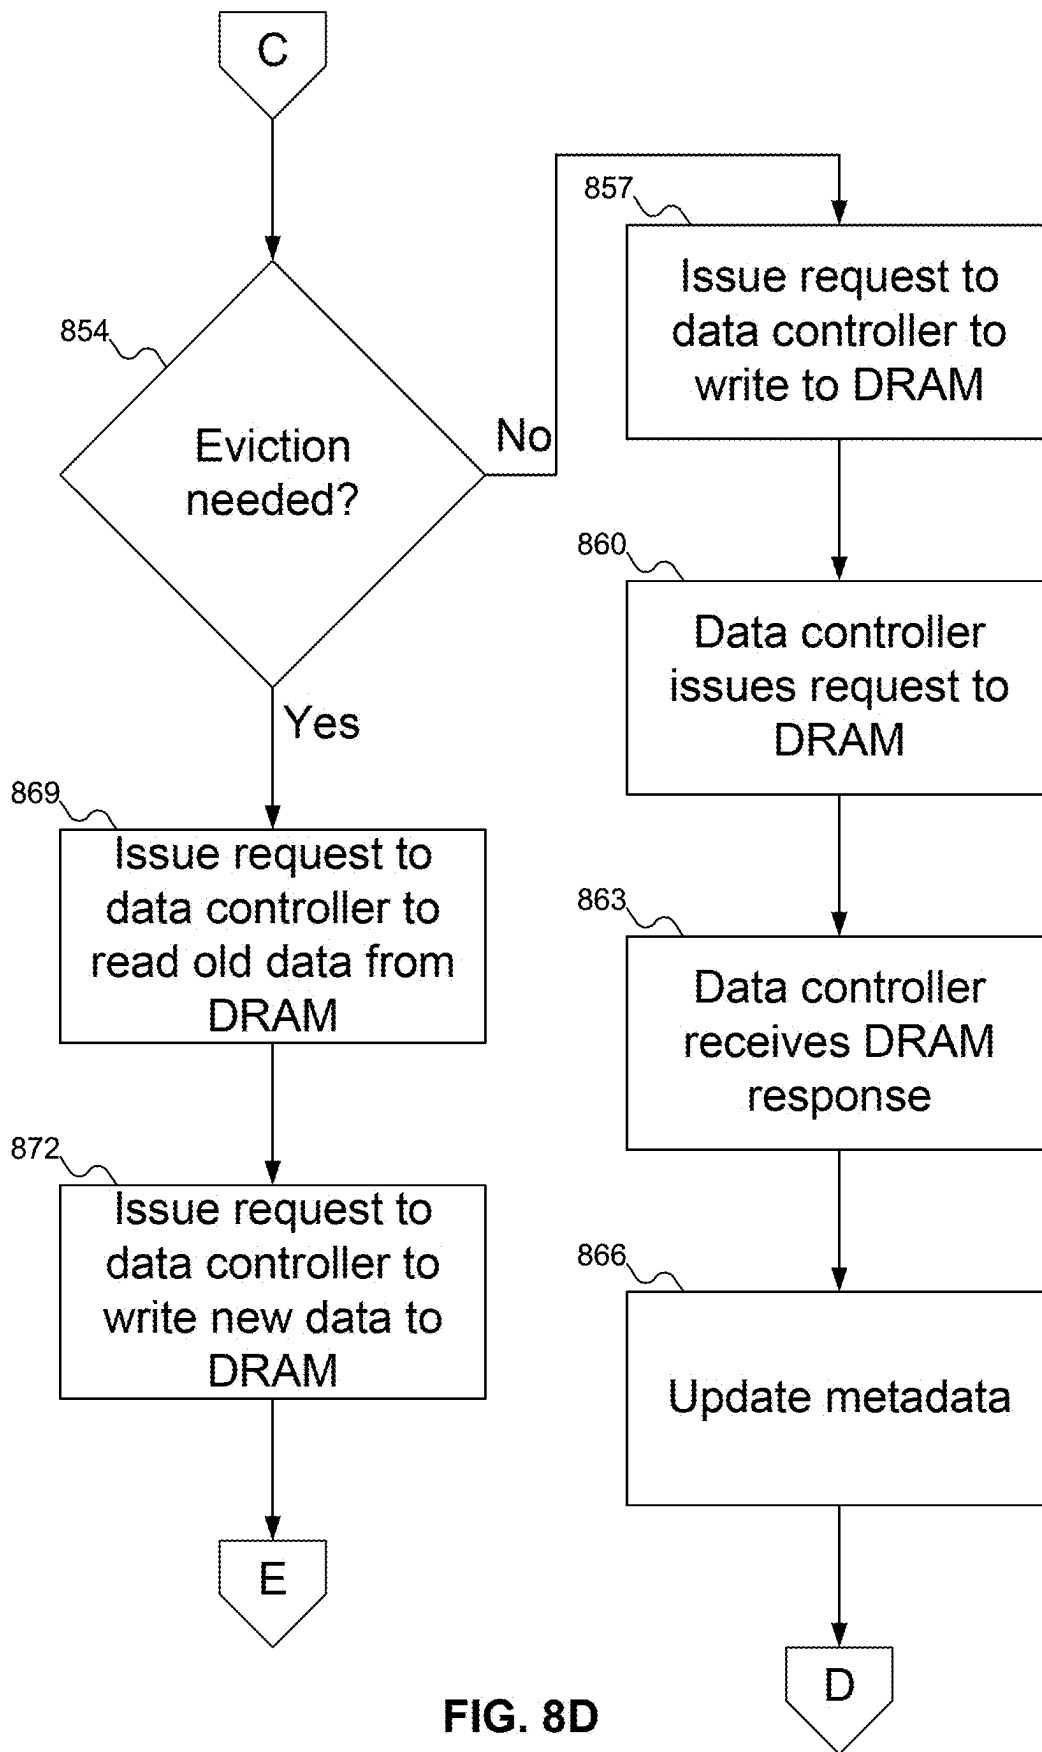 C
854
Eviction
needed?
No
Yes
857
Issue request to
data controller to
write to DRAM
860
Data controller
issues request to
DRAM
863
Data controller
receives DRAM
response
866
Update metadata
D
869
Issue request to
data controller to
read old data from
DRAM
872
Issue request to
data controller to
write new data to
DRAM
E
FIG. 8D